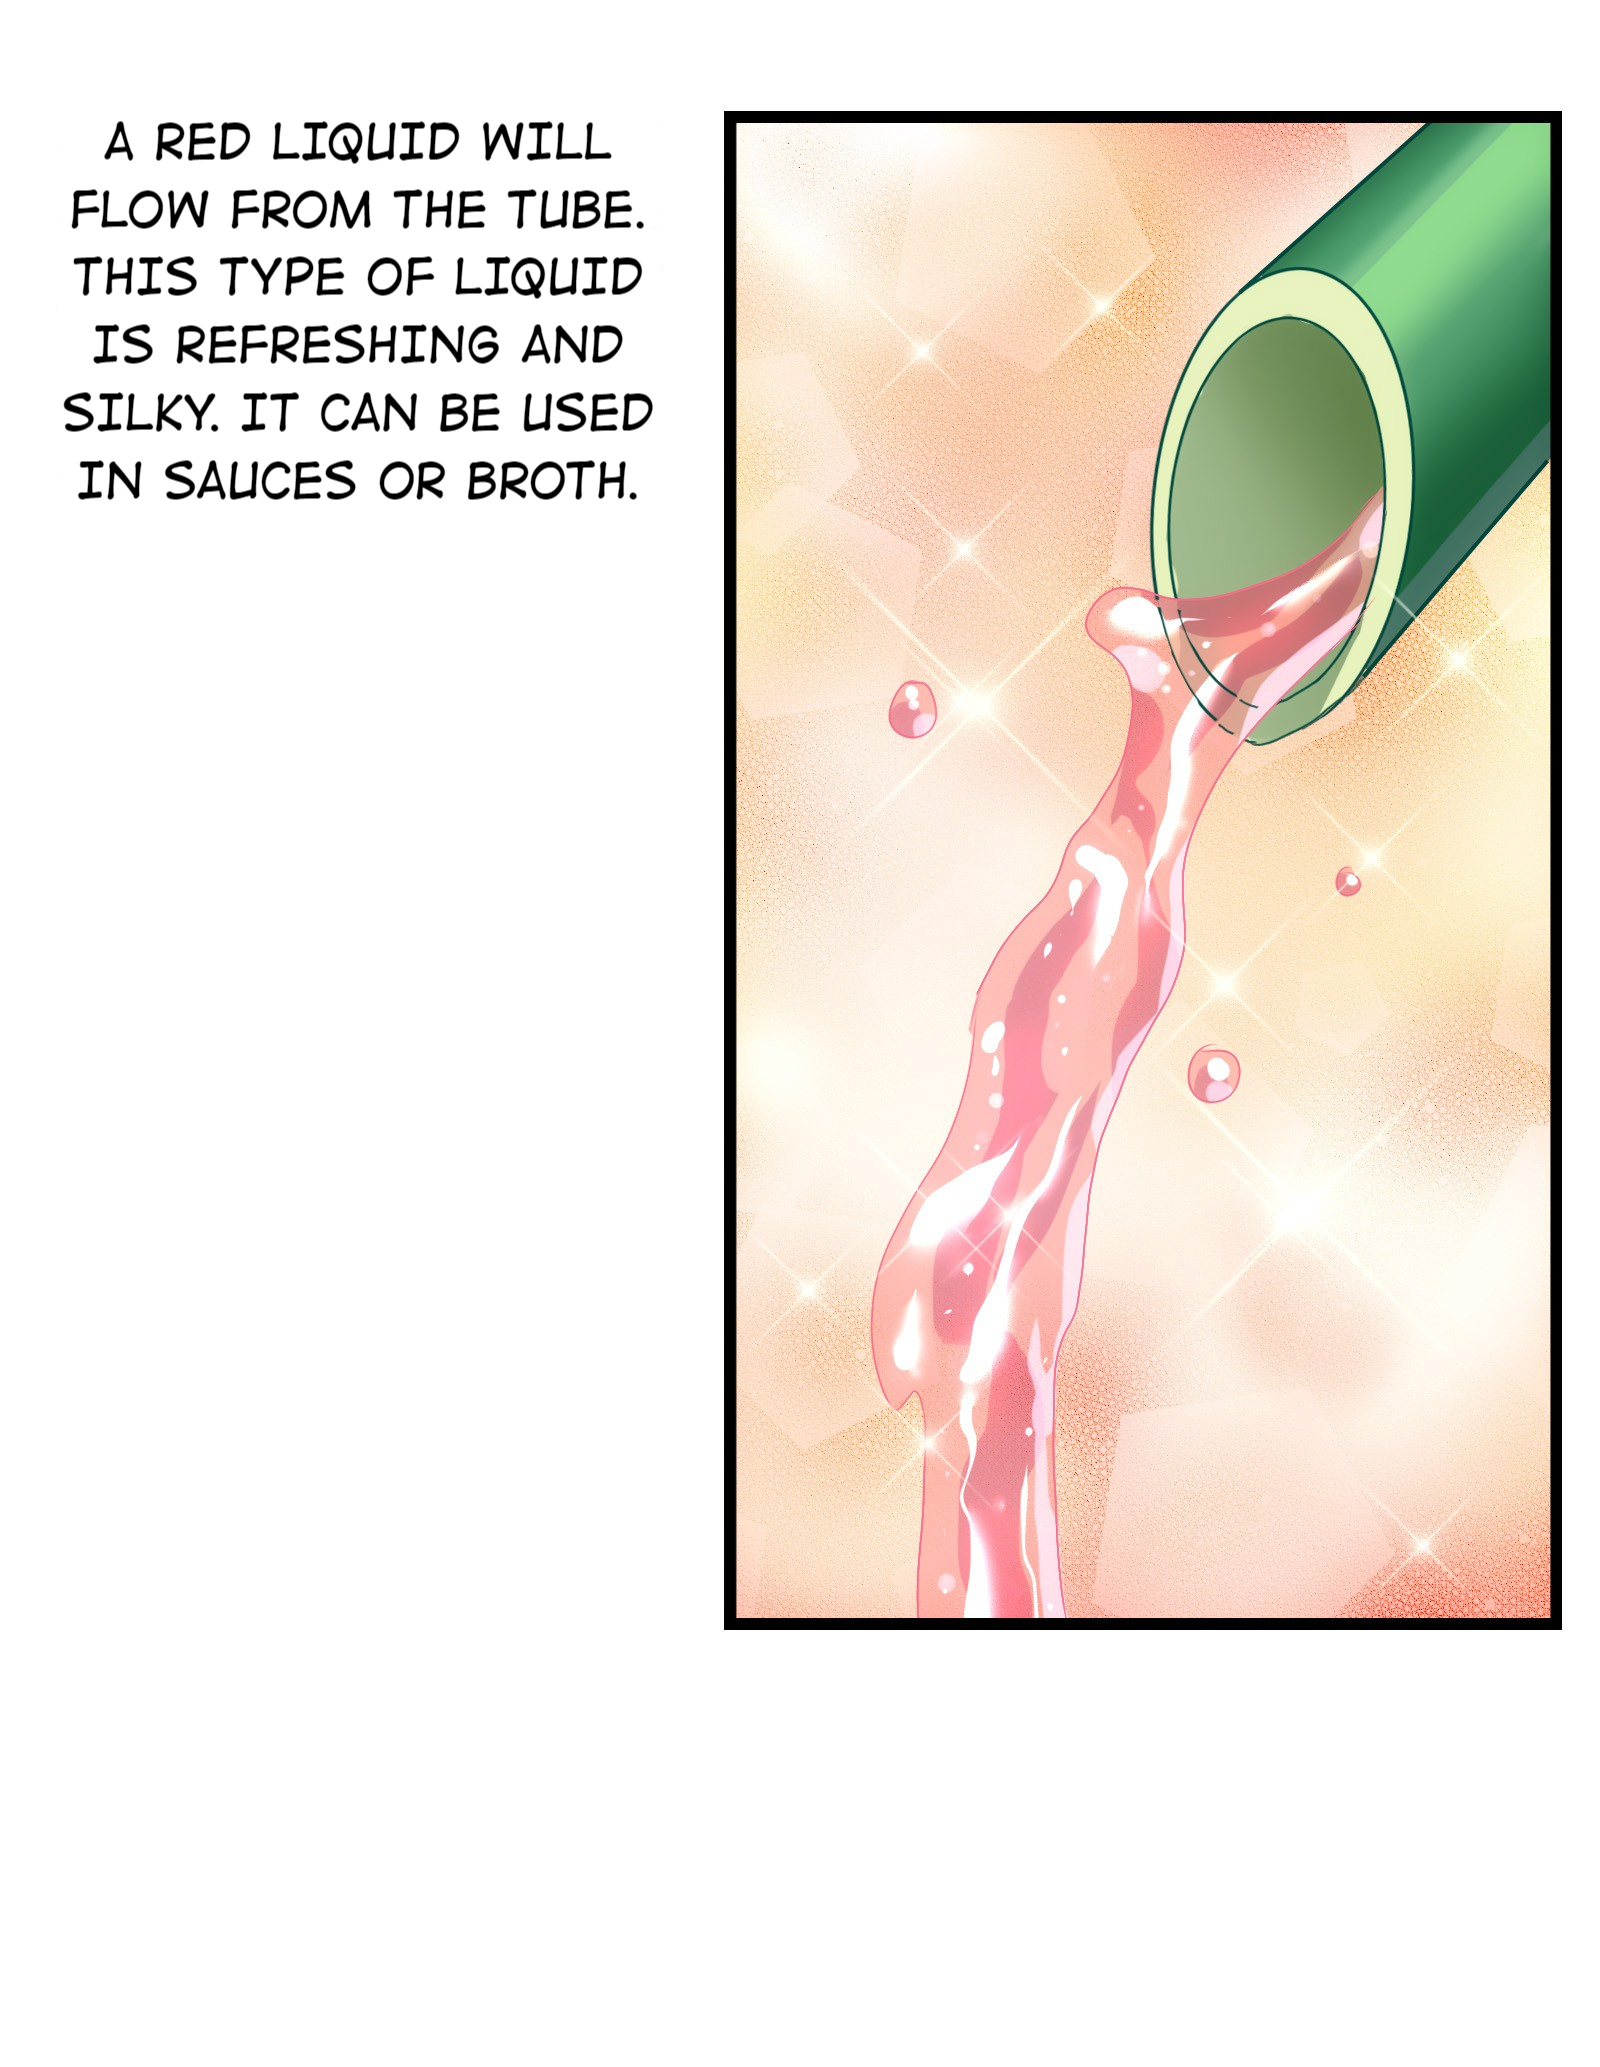 A RED LIQUID WILL
FLOW FROM THE TUBE.
THIS TYPE OF LIQUID
IS REFRESHING AND
SILKY. IT CAN BE USED
IN SAUCES OR BROTH.